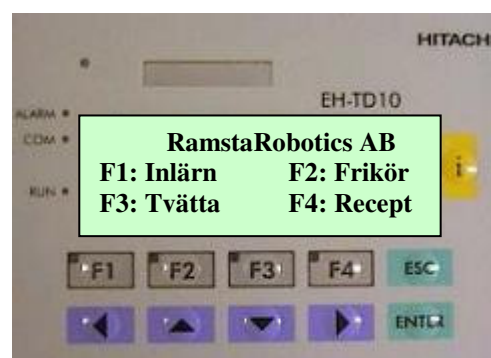 HITACH
EH-TD10
ALARM
COM
RUN
RamstaRobotics AB
F1: Inlärn F2: Frikör
F3: Tvätta F4: Recept
i
F1 F2 F3 F4 ESC
ENTER